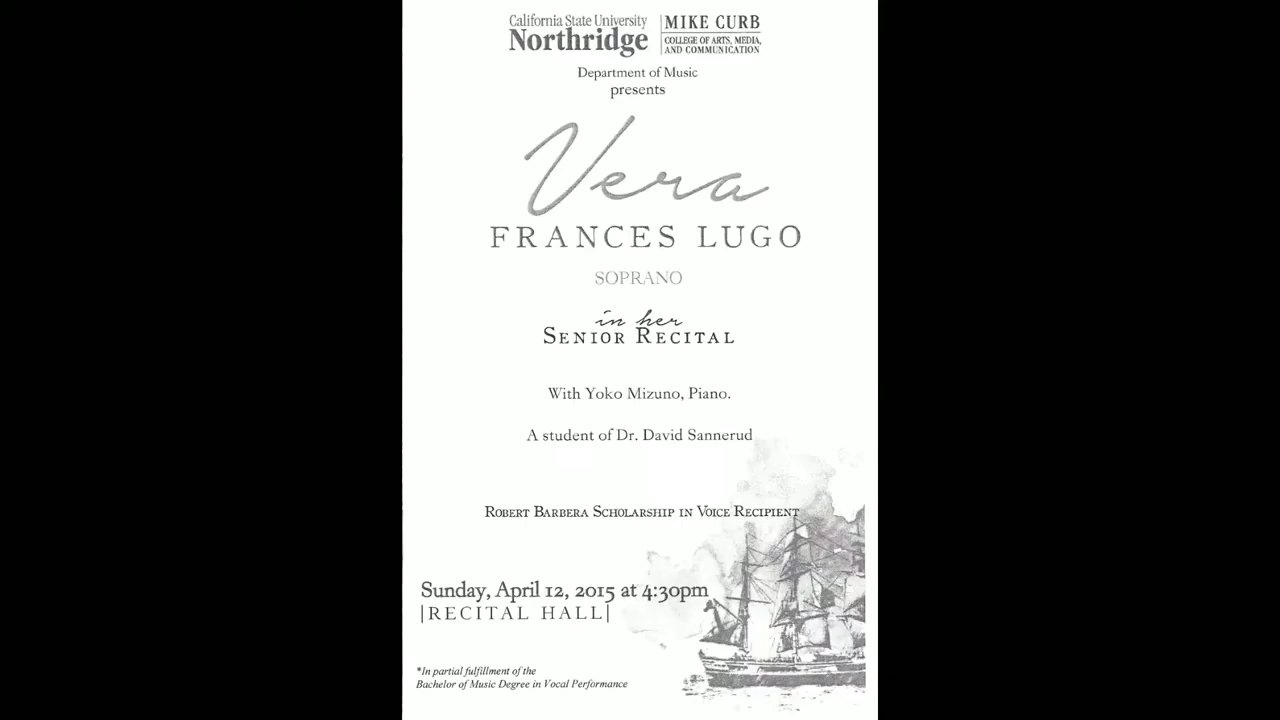 California State University
Northridge
MIKE CURB
COLLEGE OF ARTS, MEDIA,
AND COMMUNICATION
Department of Music
presents
Vera
FRANCES LUGO
SOPRANO
in her
SENIOR RECITAL
With Yoko Mizuno, Piano.
A student of Dr. David Sannerud
ROBERT BARBERA SCHOLARSHIP IN VOICE RECIPIENT
Sunday, April 12, 2015 at 4:30pm
|RECITAL HALL|
*In partial fulfillment of the
Bachelor of Music Degree in Vocal Performance